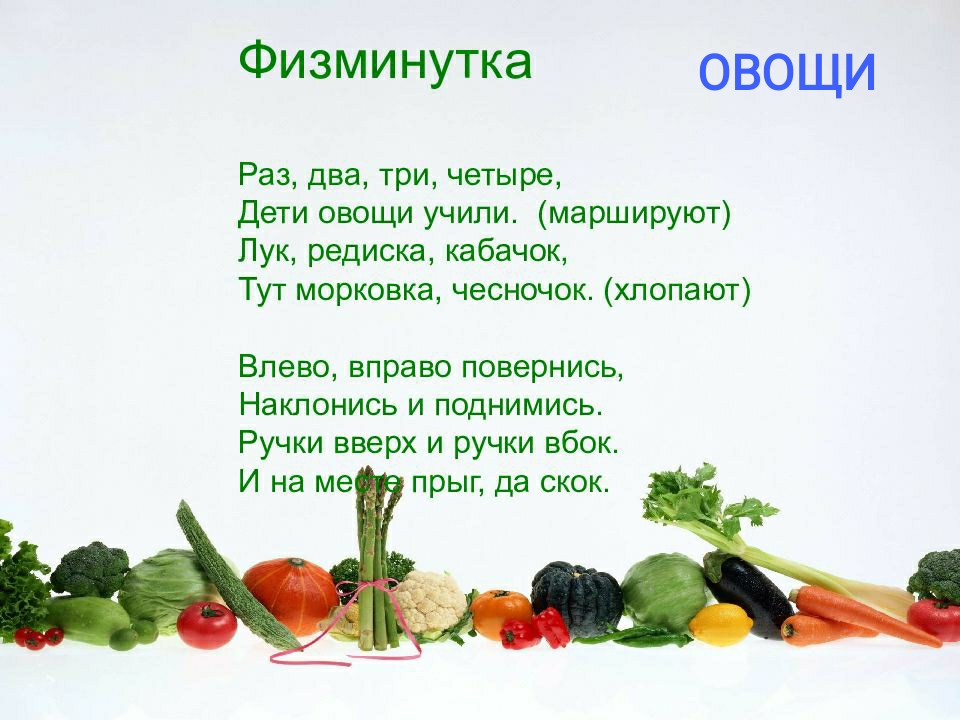 Физминутка
овощи
Раз, два, три, четыре,
Дети овощи учили.  (маршируют)
Лук, редиска, кабачок,
Тут морковка, чесночок. (хлопают)
Влево, вправо повернись,
Наклонись и поднимись.
Ручки вверх и ручки вбок.
И на месте прыг, да скок.